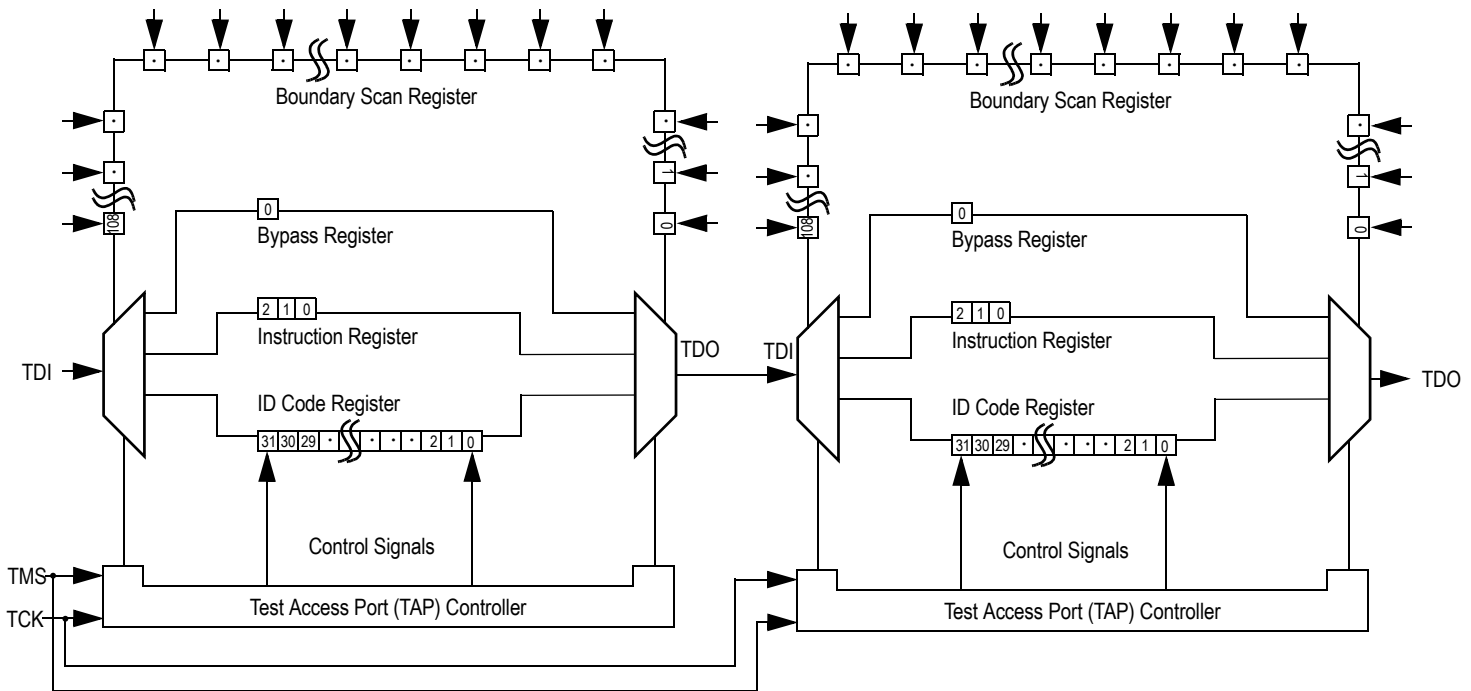 Boundary Scan Register
108
1
0
0
Bypass Register
2 1 0
Instruction Register
TDI
TDO
ID Code Register
31 30 29 · · · · 2 1 0
Control Signals
TMS
TCK
Test Access Port (TAP) Controller
Boundary Scan Register
108
1
0
0
Bypass Register
2 1 0
Instruction Register
TDI
TDO
ID Code Register
31 30 29 · · · · 2 1 0
Control Signals
Test Access Port (TAP) Controller